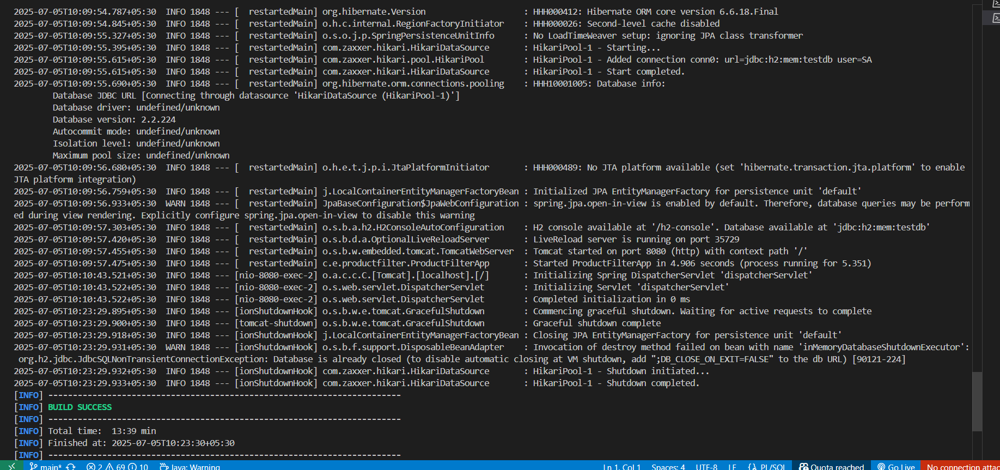 2025-07-05T10:09:54.787+05:30  INFO 1848 --- [  restartedMain] org.hibernate.Version                    : HHH000412: Hibernate ORM core version 6.6.18.Final
2025-07-05T10:09:54.845+05:30  INFO 1848 --- [  restartedMain] o.h.c.internal.RegionFactoryInitiator    : HHH000026: Second-level cache disabled
2025-07-05T10:09:55.327+05:30  INFO 1848 --- [  restartedMain] o.s.o.j.p.SpringPersistenceUnitInfo      : No LoadTimeWeaver setup: ignoring JPA class transformer
2025-07-05T10:09:55.395+05:30  INFO 1848 --- [  restartedMain] com.zaxxer.hikari.HikariDataSource       : HikariPool-1 - Starting...
2025-07-05T10:09:55.615+05:30  INFO 1848 --- [  restartedMain] com.zaxxer.hikari.pool.HikariPool        : HikariPool-1 - Added connection conn0: url=jdbc:h2:mem:testdb user=SA
2025-07-05T10:09:55.615+05:30  INFO 1848 --- [  restartedMain] com.zaxxer.hikari.HikariDataSource       : HikariPool-1 - Start completed.
2025-07-05T10:09:55.690+05:30  INFO 1848 --- [  restartedMain] org.hibernate.orm.connections.pooling    : HHH10001005: Database info:
        Database JDBC URL [Connecting through datasource 'HikariDataSource (HikariPool-1)']
        Database driver: undefined/unknown
        Database version: 2.2.224
        Autocommit mode: undefined/unknown
        Isolation level: undefined/unknown
        Maximum pool size: undefined/unknown
2025-07-05T10:09:56.680+05:30  INFO 1848 --- [  restartedMain] o.h.e.t.j.p.i.JtaPlatformInitiator       : HHH000489: No JTA platform available (set 'hibernate.transaction.jta.platform' to enable
JTA platform integration)
2025-07-05T10:09:56.759+05:30  INFO 1848 --- [  restartedMain] j.LocalContainerEntityManagerFactoryBean : Initialized JPA EntityManagerFactory for persistence unit 'default'
2025-07-05T10:09:56.933+05:30  WARN 1848 --- [  restartedMain] JpaBaseConfiguration$JpaWebConfiguration : spring.jpa.open-in-view is enabled by default. Therefore, database queries may be perform
ed during view rendering. Explicitly configure spring.jpa.open-in-view to disable this warning
2025-07-05T10:09:57.303+05:30  INFO 1848 --- [  restartedMain] o.s.b.a.h2.H2ConsoleAutoConfiguration    : H2 console available at '/h2-console'. Database available at 'jdbc:h2:mem:testdb'
2025-07-05T10:09:57.420+05:30  INFO 1848 --- [  restartedMain] o.s.b.d.a.OptionalLiveReloadServer       : LiveReload server is running on port 35729
2025-07-05T10:09:57.455+05:30  INFO 1848 --- [  restartedMain] o.s.b.w.embedded.tomcat.TomcatWebServer  : Tomcat started on port 8080 (http) with context path '/'
2025-07-05T10:09:57.475+05:30  INFO 1848 --- [  restartedMain] c.e.productfilter.ProductFilterApp       : Started ProductFilterApp in 4.906 seconds (process running for 5.351)
2025-07-05T10:10:43.521+05:30  INFO 1848 --- [nio-8080-exec-2] o.a.c.c.C.[Tomcat].[localhost].[/]       : Initializing Spring DispatcherServlet 'dispatcherServlet'
2025-07-05T10:10:43.522+05:30  INFO 1848 --- [nio-8080-exec-2] o.s.web.servlet.DispatcherServlet        : Initializing Servlet 'dispatcherServlet'
2025-07-05T10:10:43.522+05:30  INFO 1848 --- [nio-8080-exec-2] o.s.web.servlet.DispatcherServlet        : Completed initialization in 0 ms
2025-07-05T10:23:29.895+05:30  INFO 1848 --- [ionShutdownHook] o.s.b.w.e.tomcat.GracefulShutdown        : Commencing graceful shutdown. Waiting for active requests to complete
2025-07-05T10:23:29.900+05:30  INFO 1848 --- [tomcat-shutdown] o.s.b.w.e.tomcat.GracefulShutdown        : Graceful shutdown complete
2025-07-05T10:23:29.918+05:30  INFO 1848 --- [ionShutdownHook] j.LocalContainerEntityManagerFactoryBean : Closing JPA EntityManagerFactory for persistence unit 'default'
2025-07-05T10:23:29.931+05:30  WARN 1848 --- [ionShutdownHook] o.s.b.f.support.DisposableBeanAdapter    : Invocation of destroy method failed on bean with name 'inMemoryDatabaseShutdownExecutor':
 org.h2.jdbc.JdbcSQLNonTransientConnectionException: Database is already closed (to disable automatic closing at VM shutdown, add ";DB_CLOSE_ON_EXIT=FALSE" to the db URL) [90121-224]
2025-07-05T10:23:29.932+05:30  INFO 1848 --- [ionShutdownHook] com.zaxxer.hikari.HikariDataSource       : HikariPool-1 - Shutdown initiated...
2025-07-05T10:23:29.933+05:30  INFO 1848 --- [ionShutdownHook] com.zaxxer.hikari.HikariDataSource       : HikariPool-1 - Shutdown completed.
[INFO] ------------------------------------------------------------------------
[INFO] BUILD SUCCESS
[INFO] ------------------------------------------------------------------------
[INFO] Total time:  13:39 min
[INFO] Finished at: 2025-07-05T10:23:30+05:30
[INFO] ------------------------------------------------------------------------
main* 2 69 10 Java: Warning Ln 1, Col 1 Spaces: 4 UTF-8 LF {} PL/SQL Quota reached Go Live No connection attac